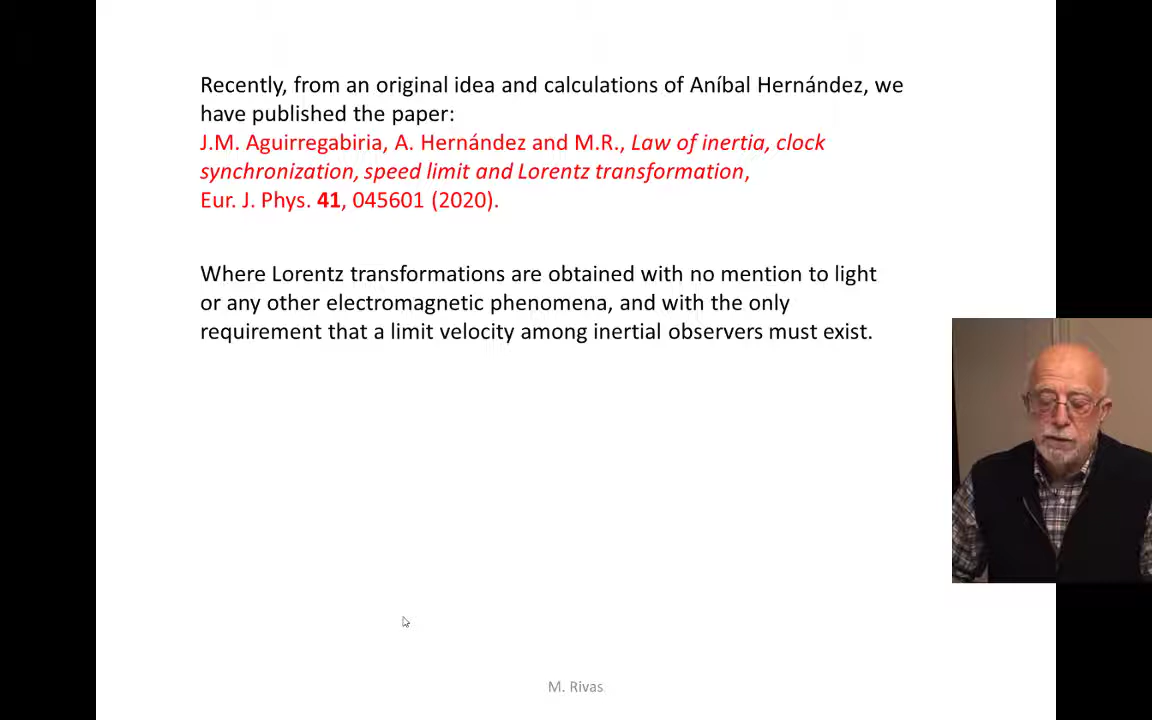 Recently, from an original idea and calculations of Aníbal Hernández, we
have published the paper:
J.M. Aguirregabiria, A. Hernández and M.R., Law of inertia, clock
synchronization, speed limit and Lorentz transformation,
Eur. J. Phys. 41, 045601 (2020).
Where Lorentz transformations are obtained with no mention to light
or any other electromagnetic phenomena, and with the only
requirement that a limit velocity among inertial observers must exist.
M. Rivas